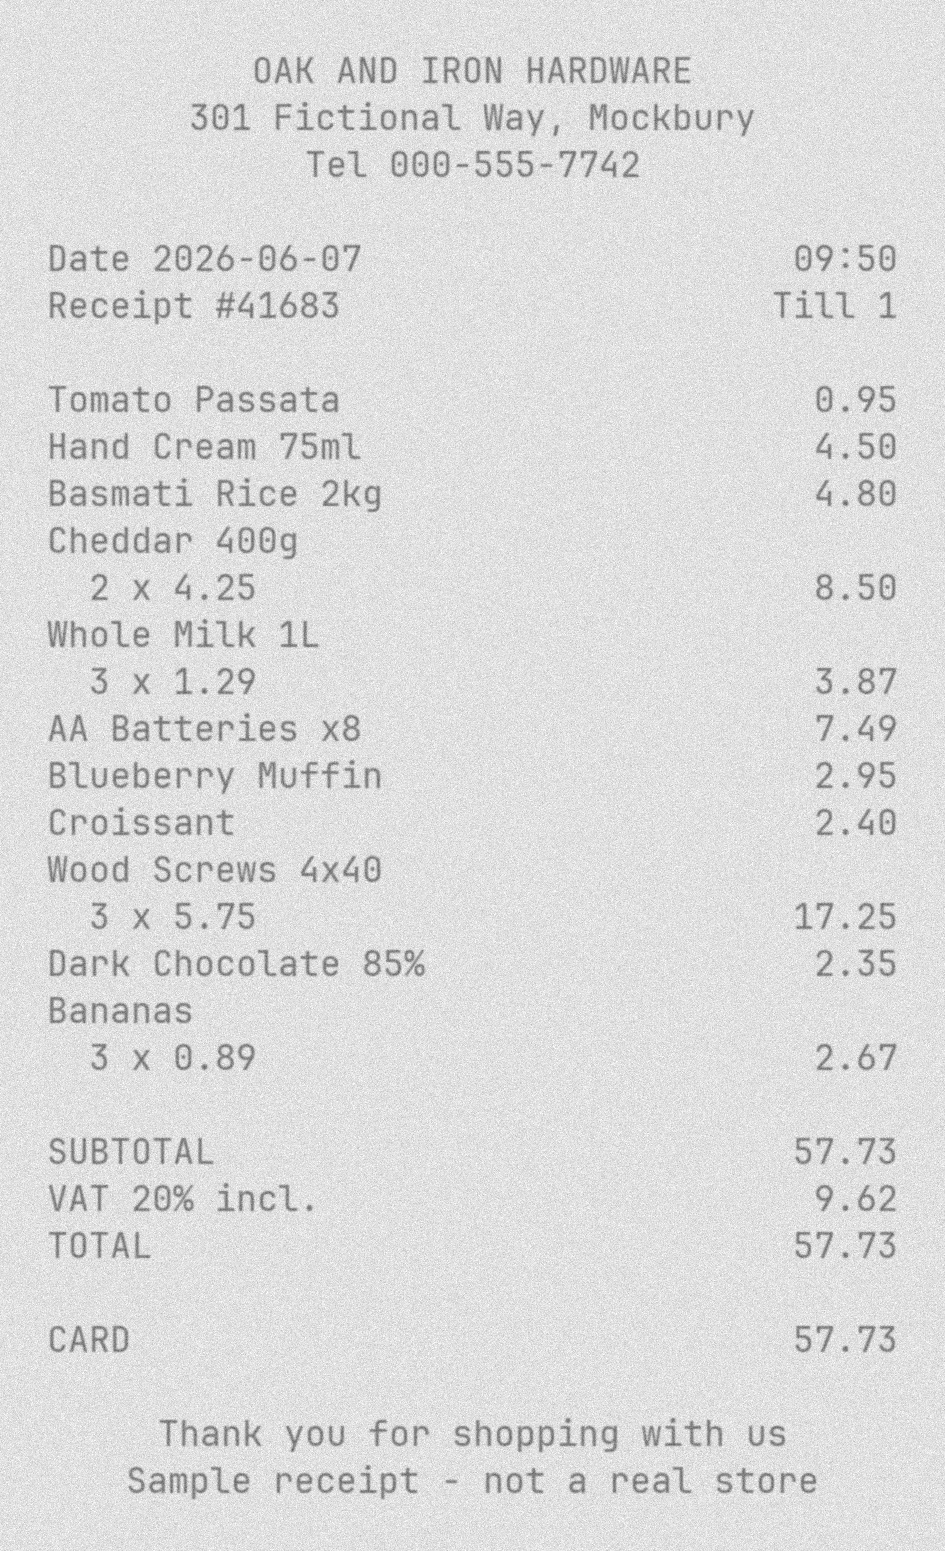 OAK AND IRON HARDWARE
301 Fictional Way, Mockbury
Tel 000-555-7742
Date 2026-06-07 09:50
Receipt #41683 Till 1
Tomato Passata 0.95
Hand Cream 75ml 4.50
Basmati Rice 2kg 4.80
Cheddar 400g
2 x 4.25 8.50
Whole Milk 1L
3 x 1.29 3.87
AA Batteries x8 7.49
Blueberry Muffin 2.95
Croissant 2.40
Wood Screws 4x40
3 x 5.75 17.25
Dark Chocolate 85% 2.35
Bananas
3 x 0.89 2.67
SUBTOTAL 57.73
VAT 20% incl. 9.62
TOTAL 57.73
CARD 57.73
Thank you for shopping with us
Sample receipt - not a real store